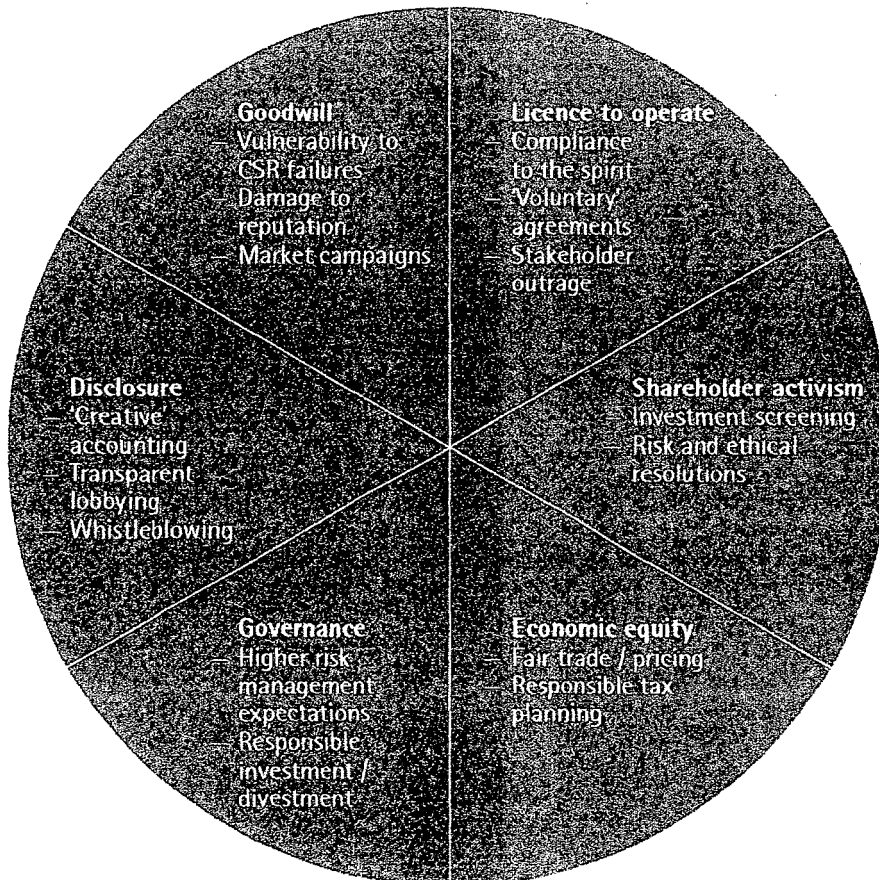 Goodwill
– Vulnerability to
CSR failures
– Damage to
reputation
– Market campaigns
Licence to operate
– Compliance
to the spirit
– 'Voluntary'
agreements
– Stakeholder
outrage
Shareholder activism
– Investment screening
– Risk and ethical
resolutions
Economic equity
– Fair trade / pricing
– Responsible tax
planning
Governance
– Higher risk
management
expectations
– Responsible
investment /
divestment
Disclosure
– 'Creative'
accounting
– Transparent
lobbying
– Whistleblowing